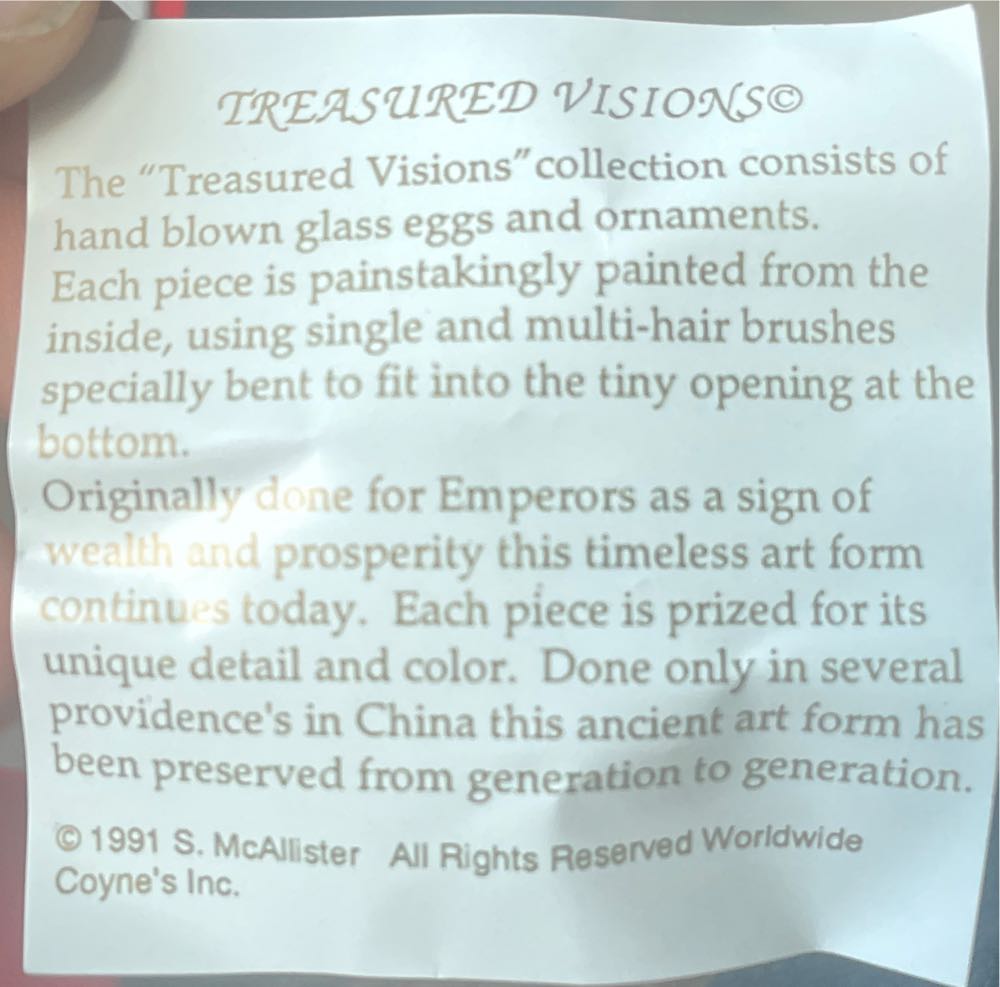 TREASURED VISIONS©
The "Treasured Visions" collection consists of
hand blown glass eggs and ornaments.
Each piece is painstakingly painted from the
inside, using single and multi-hair brushes
specially bent to fit into the tiny opening at the
bottom.
Originally done for Emperors as a sign of
wealth and prosperity this timeless art form
continues today.  Each piece is prized for its
unique detail and color.  Done only in several
providence's in China this ancient art form has
been preserved from generation to generation.
© 1991 S. McAllister   All Rights Reserved Worldwide
Coyne's Inc.